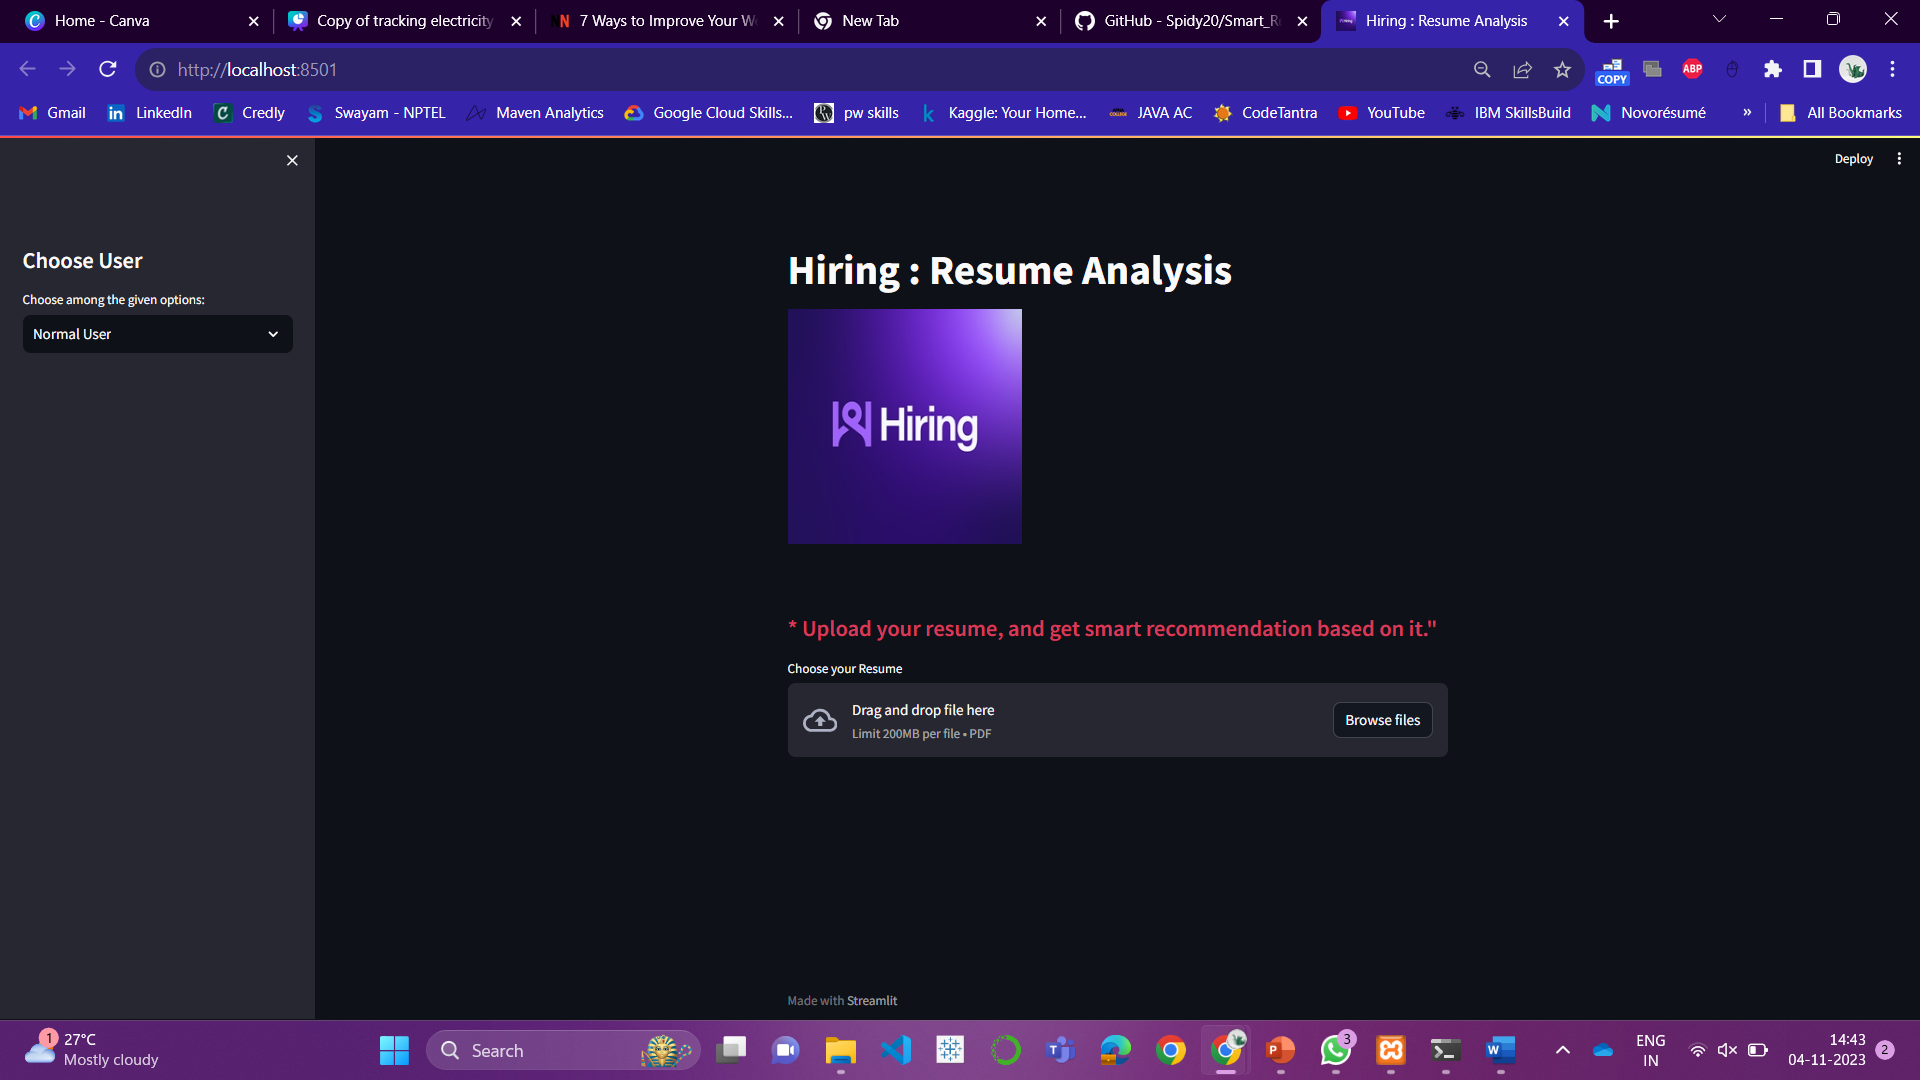 Home - Canva
Copy of tracking electricity
7 Ways to Improve Your W
New Tab
GitHub - Spidy20/Smart_R
Hiring : Resume Analysis
http://localhost:8501
COPY
ABP
Gmail
LinkedIn
Credly
Swayam - NPTEL
Maven Analytics
Google Cloud Skills...
pw skills
Kaggle: Your Home...
JAVA AC
CodeTantra
YouTube
IBM SkillsBuild
Novorésumé
»
All Bookmarks
Deploy
Choose User
Choose among the given options:
Normal User
Hiring : Resume Analysis
Hiring
* Upload your resume, and get smart recommendation based on it."
Choose your Resume
Drag and drop file here
Limit 200MB per file • PDF
Browse files
Made with Streamlit
1
27°C
Mostly cloudy
Search
3
ENG
IN
14:43
04-11-2023
2